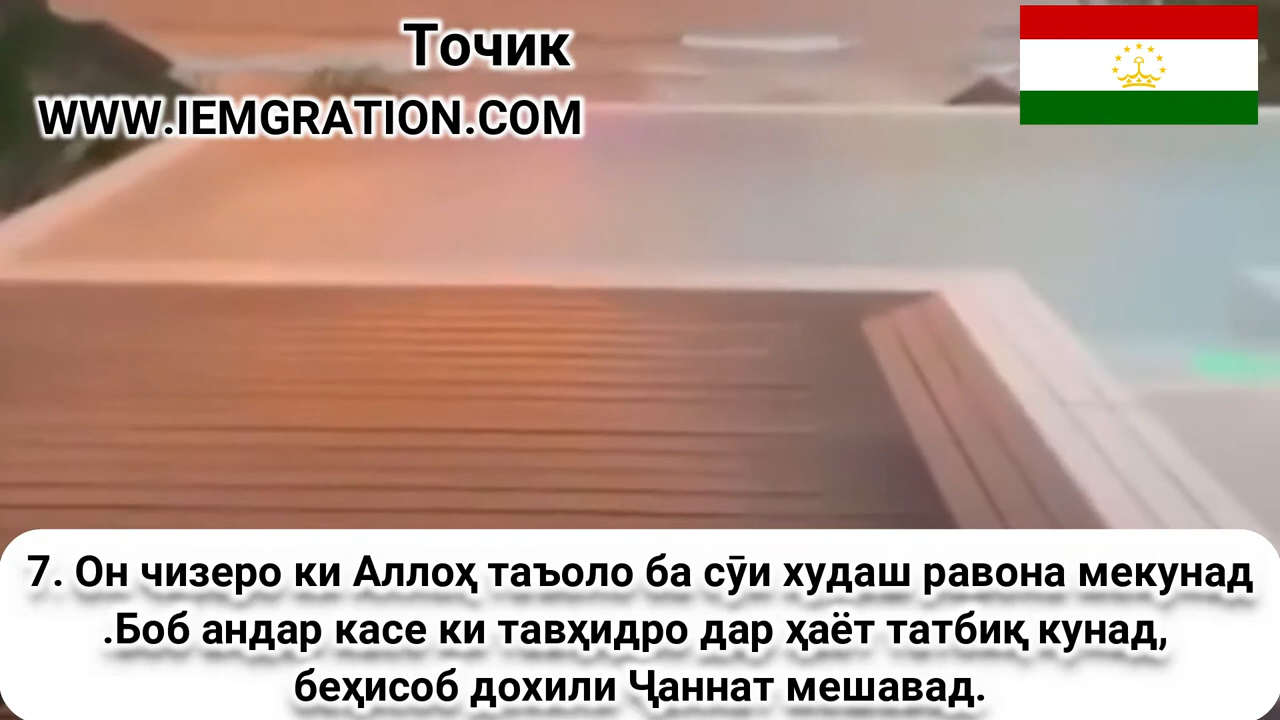 Точик
WWW.IEMGRATION.COM
7. Он чизеро ки Аллоҳ таъоло ба сӯи худаш равона мекунад
.Боб андар касе ки тавҳидро дар ҳаёт татбиқ кунад,
беҳисоб дохили Ҷаннат мешавад.